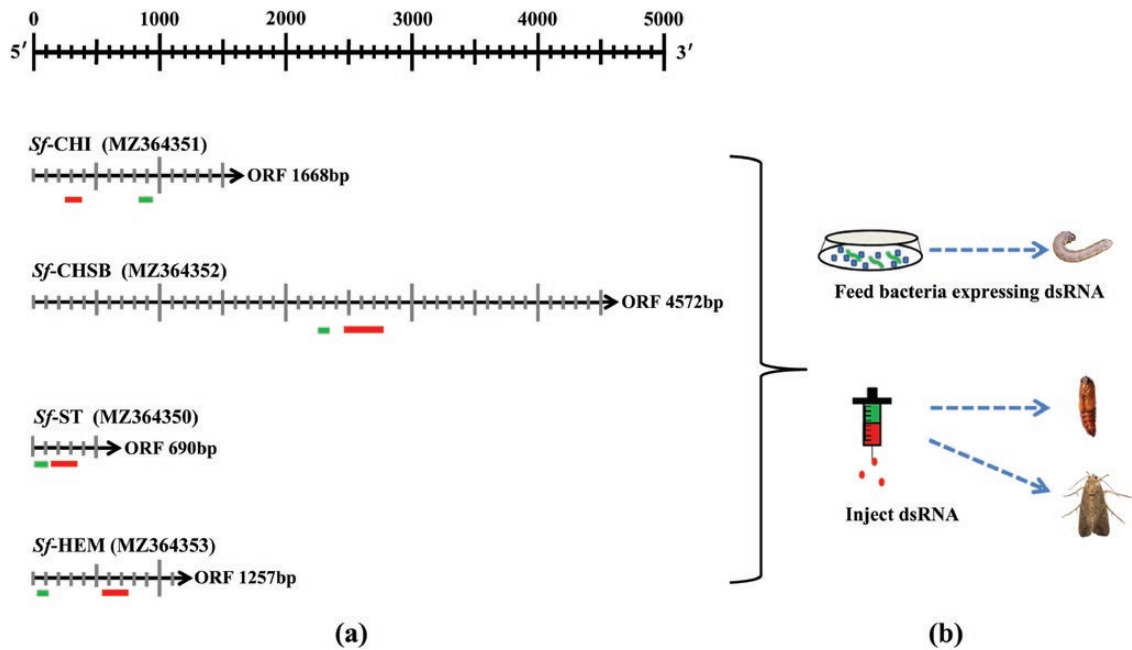 0 1000 2000 3000 4000 5000
5′ 3′
Sf-CHI (MZ364351)
ORF 1668bp
Sf-CHSB (MZ364352)
ORF 4572bp
Sf-ST (MZ364350)
ORF 690bp
Sf-HEM (MZ364353)
ORF 1257bp
(a)
Feed bacteria expressing dsRNA
Inject dsRNA
(b)